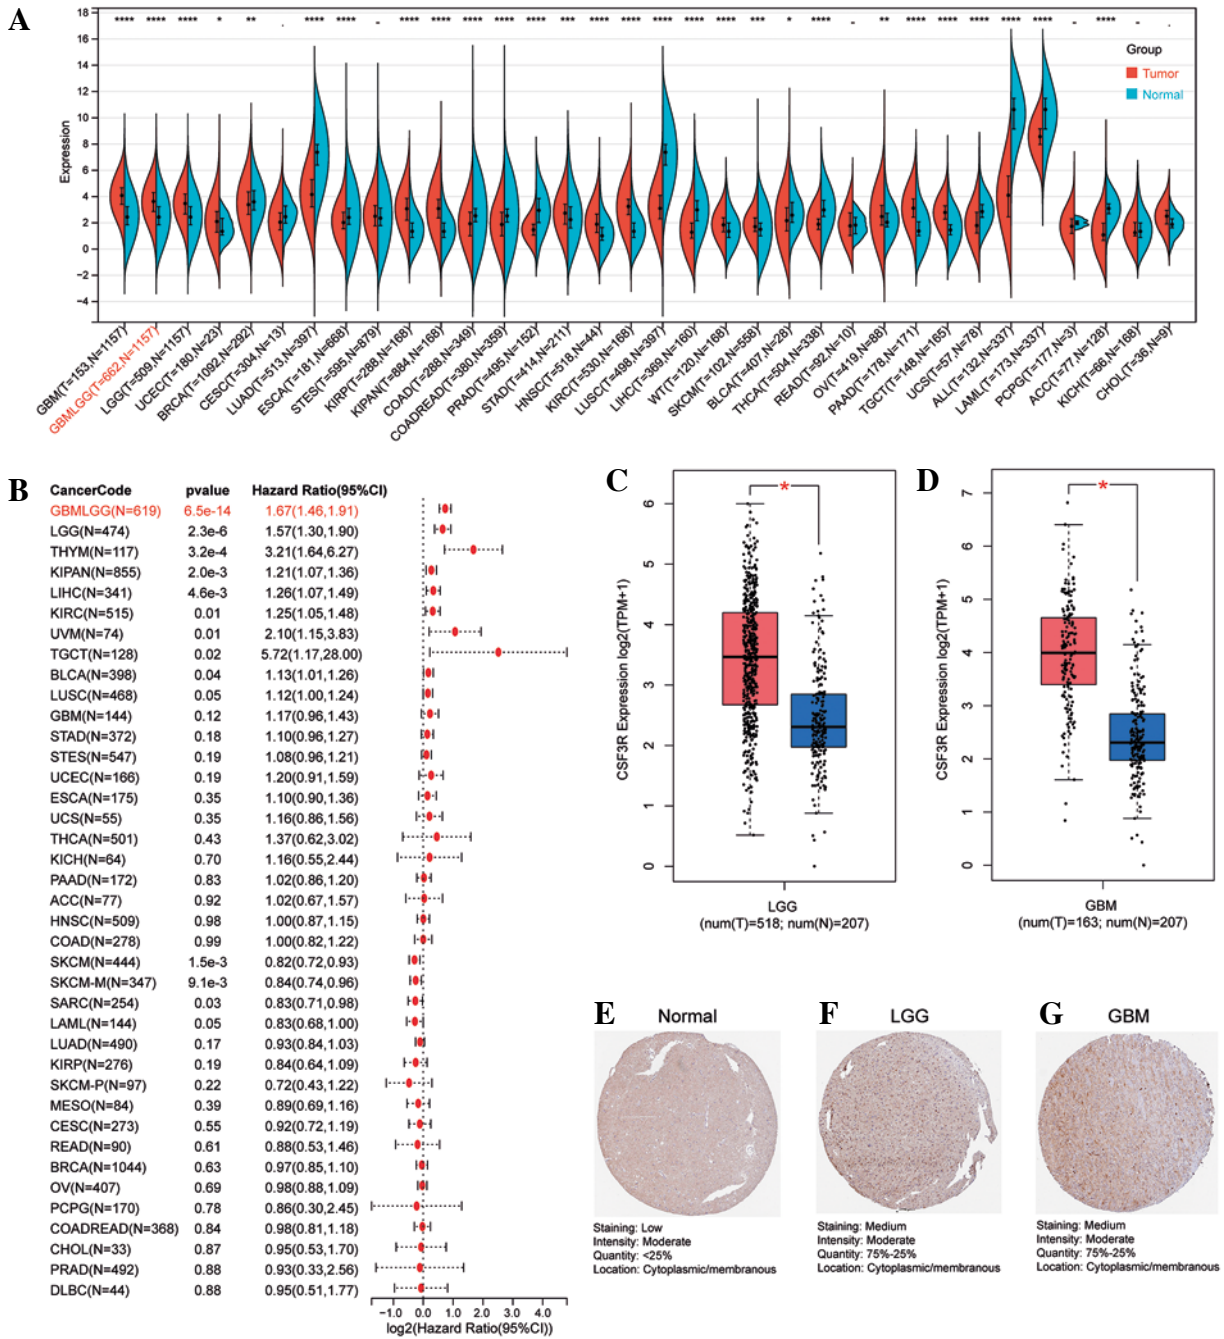 A
**** **** **** * ** . **** **** - **** **** **** **** **** *** **** **** **** **** **** *** * **** - ** **** **** **** **** **** - **** - .
18
16
14
12
10
8
6
4
2
0
−2
−4
Expression
Group
Tumor
Normal
GBM(T=153,N=1157)
GBMLGG(T=662,N=1157)
LGG(T=509,N=1157)
UCEC(T=180,N=23)
BRCA(T=1092,N=292)
CESC(T=304,N=13)
LUAD(T=513,N=397)
ESCA(T=181,N=668)
STES(T=595,N=879)
KIRP(T=288,N=168)
KIPAN(T=884,N=168)
COAD(T=288,N=349)
COADREAD(T=380,N=359)
PRAD(T=495,N=152)
STAD(T=414,N=211)
HNSC(T=518,N=44)
KIRC(T=530,N=168)
LUSC(T=498,N=397)
LIHC(T=369,N=160)
WT(T=120,N=168)
SKCM(T=102,N=558)
BLCA(T=407,N=28)
THCA(T=504,N=338)
READ(T=92,N=10)
OV(T=419,N=88)
PAAD(T=178,N=171)
TGCT(T=148,N=165)
UCS(T=57,N=78)
ALL(T=132,N=337)
LAML(T=173,N=337)
PCPG(T=177,N=3)
ACC(T=77,N=128)
KICH(T=66,N=168)
CHOL(T=36,N=9)
B
CancerCode pvalue Hazard Ratio(95%CI)
GBMLGG(N=619) 6.5e-14 1.67(1.46,1.91)
LGG(N=474) 2.3e-6 1.57(1.30,1.90)
THYM(N=117) 3.2e-4 3.21(1.64,6.27)
KIPAN(N=855) 2.0e-3 1.21(1.07,1.36)
LIHC(N=341) 4.6e-3 1.26(1.07,1.49)
KIRC(N=515) 0.01 1.25(1.05,1.48)
UVM(N=74) 0.01 2.10(1.15,3.83)
TGCT(N=128) 0.02 5.72(1.17,28.00)
BLCA(N=398) 0.04 1.13(1.01,1.26)
LUSC(N=468) 0.05 1.12(1.00,1.24)
GBM(N=144) 0.12 1.17(0.96,1.43)
STAD(N=372) 0.18 1.10(0.96,1.27)
STES(N=547) 0.19 1.08(0.96,1.21)
UCEC(N=166) 0.19 1.20(0.91,1.59)
ESCA(N=175) 0.35 1.10(0.90,1.36)
UCS(N=55) 0.35 1.16(0.86,1.56)
THCA(N=501) 0.43 1.37(0.62,3.02)
KICH(N=64) 0.70 1.16(0.55,2.44)
PAAD(N=172) 0.83 1.02(0.86,1.20)
ACC(N=77) 0.92 1.02(0.67,1.57)
HNSC(N=509) 0.98 1.00(0.87,1.15)
COAD(N=278) 0.99 1.00(0.82,1.22)
SKCM(N=444) 1.5e-3 0.82(0.72,0.93)
SKCM-M(N=347) 9.1e-3 0.84(0.74,0.96)
SARC(N=254) 0.03 0.83(0.71,0.98)
LAML(N=144) 0.05 0.83(0.68,1.00)
LUAD(N=490) 0.17 0.93(0.84,1.03)
KIRP(N=276) 0.19 0.84(0.64,1.09)
SKCM-P(N=97) 0.22 0.72(0.43,1.22)
MESO(N=84) 0.39 0.89(0.69,1.16)
CESC(N=273) 0.55 0.92(0.72,1.19)
READ(N=90) 0.61 0.88(0.53,1.46)
BRCA(N=1044) 0.63 0.97(0.85,1.10)
OV(N=407) 0.69 0.98(0.88,1.09)
PCPG(N=170) 0.78 0.86(0.30,2.45)
COADREAD(N=368) 0.84 0.98(0.81,1.18)
CHOL(N=33) 0.87 0.95(0.53,1.70)
PRAD(N=492) 0.88 0.93(0.33,2.56)
DLBC(N=44) 0.88 0.95(0.51,1.77)
−1.0 0.0 1.0 2.0 3.0 4.0
log2(Hazard Ratio(95%CI))
C
*
6
5
4
3
2
1
0
CSF3R Expression log2(TPM+1)
LGG
(num(T)=518; num(N)=207)
D
*
7
6
5
4
3
2
1
0
CSF3R Expression log2(TPM+1)
GBM
(num(T)=163; num(N)=207)
E Normal
Staining: Low
Intensity: Moderate
Quantity: <25%
Location: Cytoplasmic/membranous
F LGG
Staining: Medium
Intensity: Moderate
Quantity: 75%-25%
Location: Cytoplasmic/membranous
G GBM
Staining: Medium
Intensity: Moderate
Quantity: 75%-25%
Location: Cytoplasmic/membranous